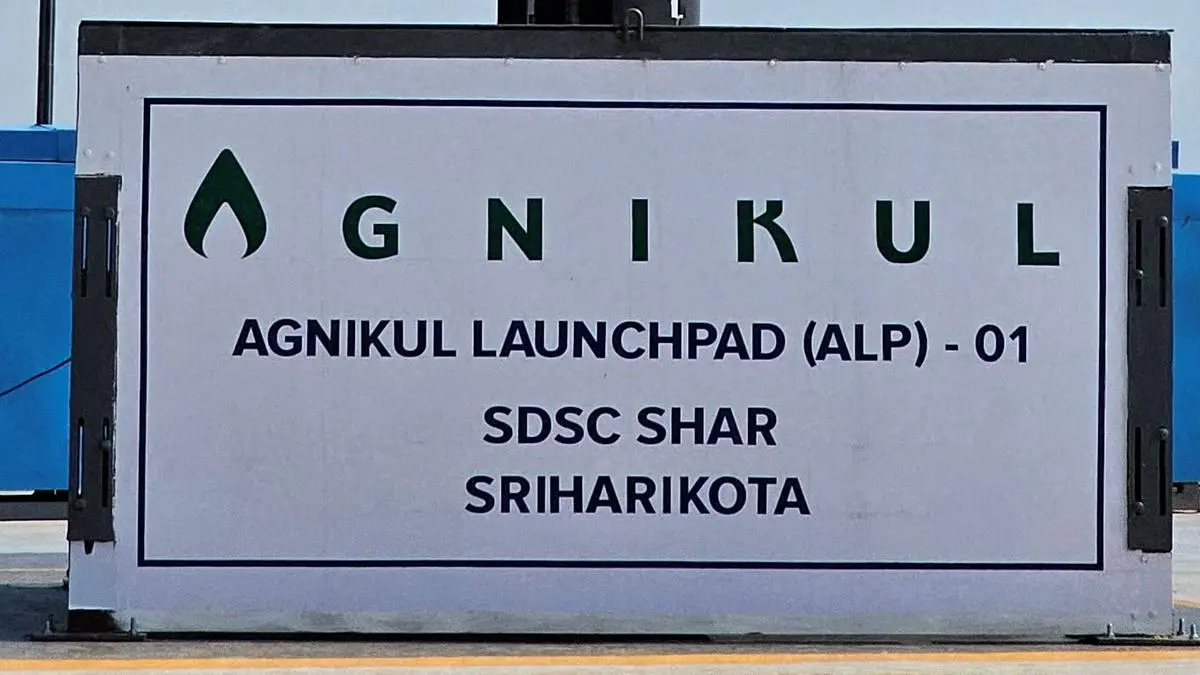 AGNIKUL
AGNIKUL LAUNCHPAD (ALP) - 01
SDSC SHAR
SRIHARIKOTA